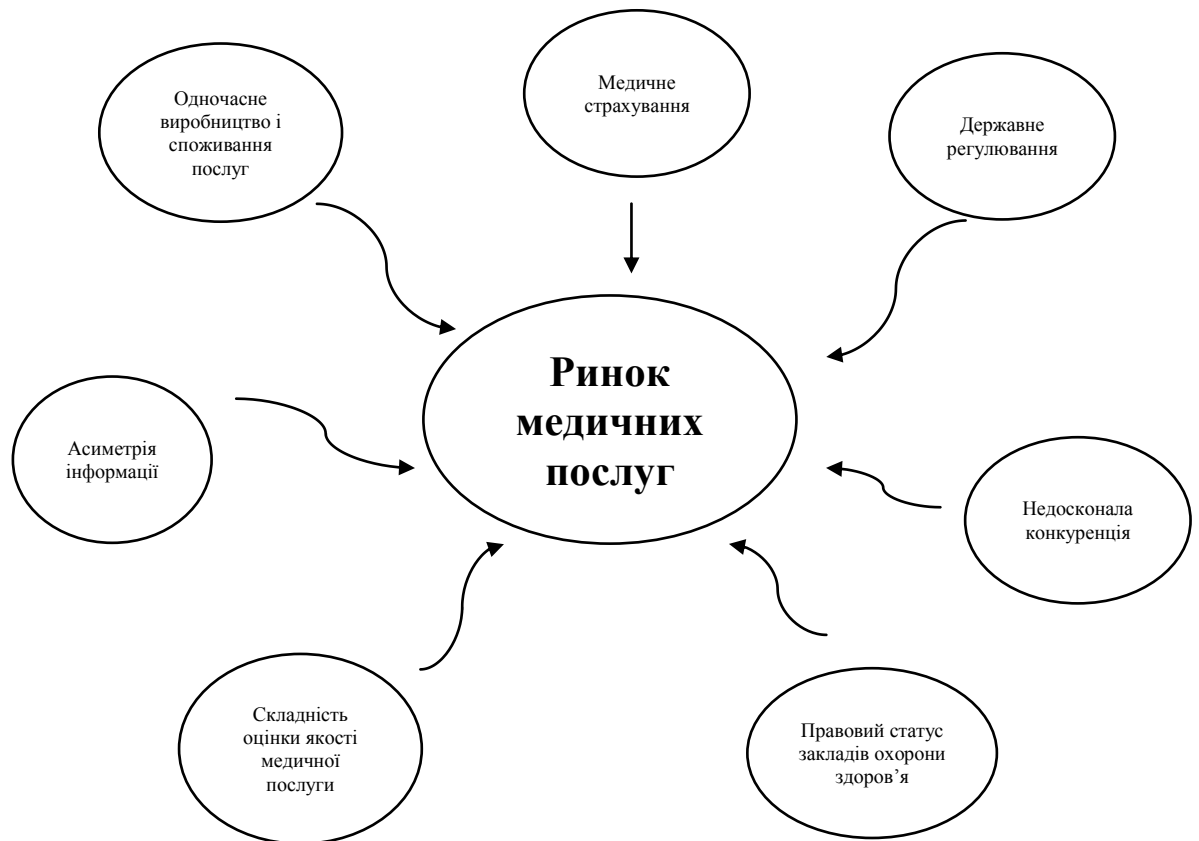 Одночасне
виробництво і
споживання
послуг
Медичне
страхування
Державне
регулювання
Ринок
медичних
послуг
Асиметрія
інформації
Недосконала
конкуренція
Складність
оцінки якості
медичної
послуги
Правовий статус
закладів охорони
здоров’я